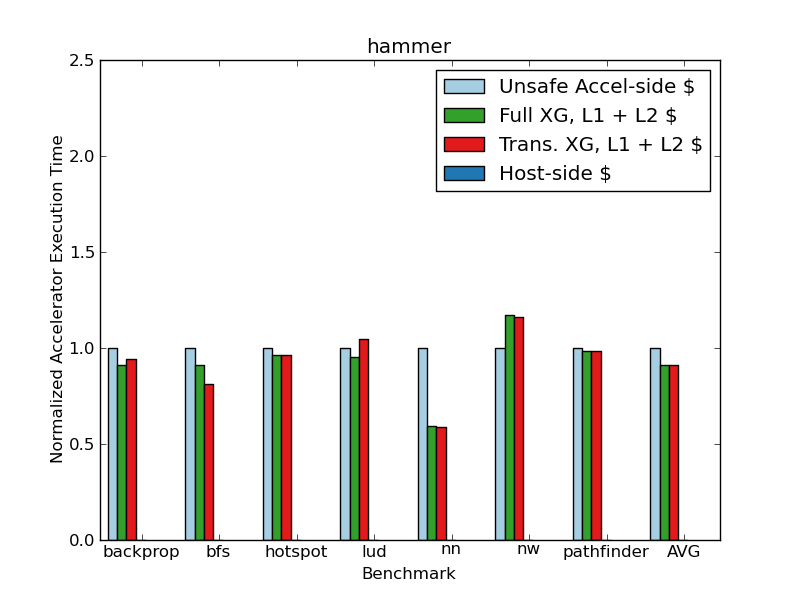 hammer
2.5
2.0
1.5
1.0
0.5
0.0
Normalized Accelerator Execution Time
Unsafe Accel-side $
Full XG, L1 + L2 $
Trans. XG, L1 + L2 $
Host-side $
backprop bfs hotspot lud nn nw pathfinder AVG
Benchmark